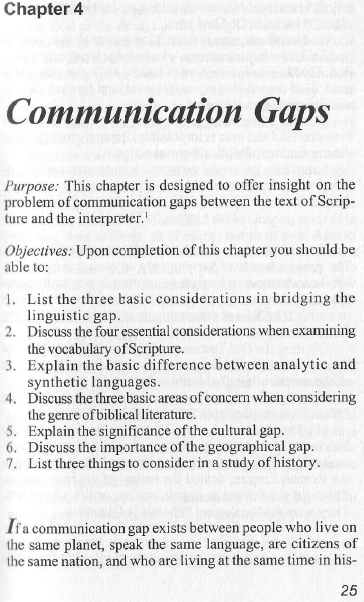 Chapter 4
Communication Gaps
Purpose: This chapter is designed to offer insight on the
problem of communication gaps between the text of Scrip-
ture and the interpreter.¹
Objectives: Upon completion of this chapter you should be
able to:
1. List the three basic considerations in bridging the
linguistic gap.
2. Discuss the four essential considerations when examining
the vocabulary of Scripture.
3. Explain the basic difference between analytic and
synthetic languages.
4. Discuss the three basic areas of concern when considering
the genre of biblical literature.
5. Explain the significance of the cultural gap.
6. Discuss the importance of the geographical gap.
7. List three things to consider in a study of history.
If a communication gap exists between people who live on
the same planet, speak the same language, are citizens of
the same nation, and who are living at the same time in his-
25